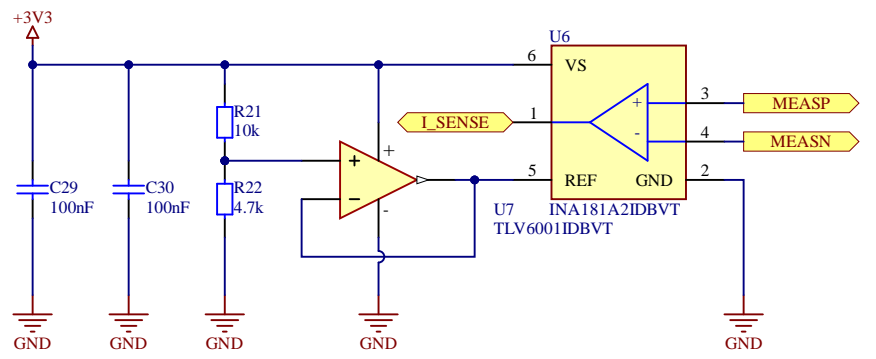 +3V3
U6
6
VS
R21
10k
I_SENSE
1
+
3
MEASP
-
4
MEASN
+
+
-
C29
100nF
C30
100nF
R22
4.7k
5
REF
GND
2
-
U7
INA181A2IDBVT
TLV6001IDBVT
GND
GND
GND
GND
GND